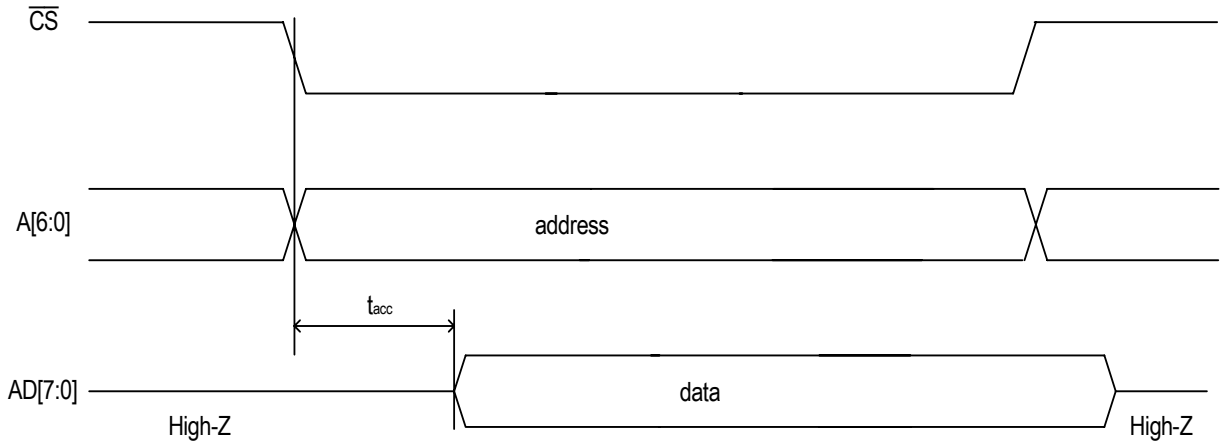 CS
A[6:0]
address
tacc
AD[7:0]
data
High-Z
High-Z